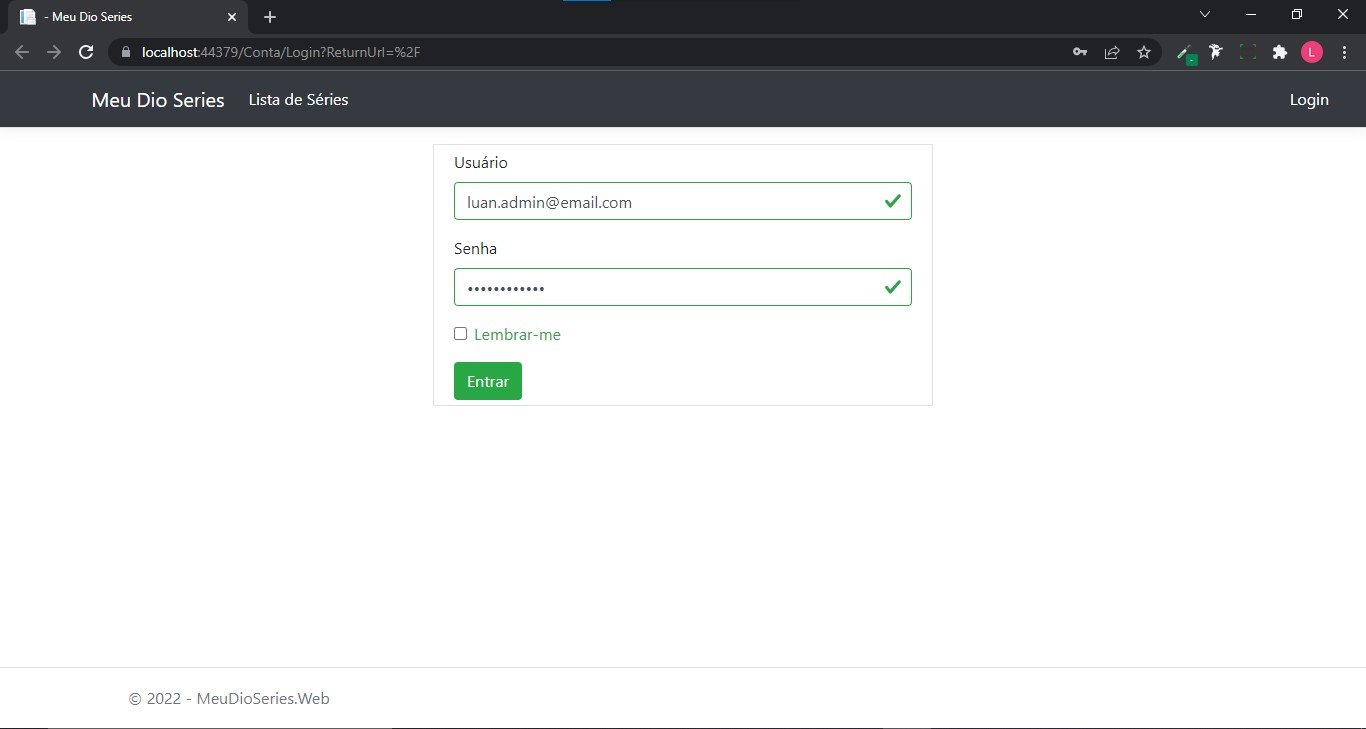 - Meu Dio Series
localhost:44379/Conta/Login?ReturnUrl=%2F
L
Meu Dio Series Lista de Séries Login
Usuário
luan.admin@email.com
Senha
••••••••••••
Lembrar-me
Entrar
© 2022 - MeuDioSeries.Web